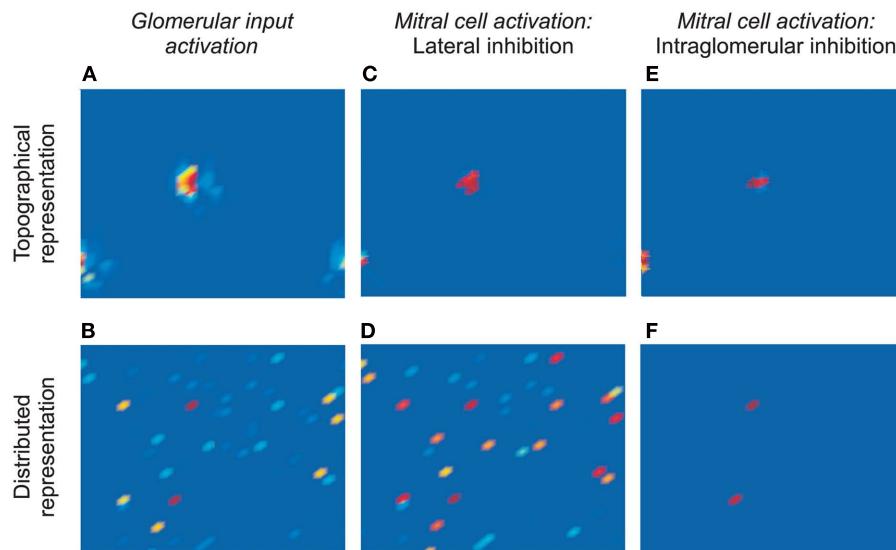 Glomerular input
activation
Mitral cell activation:
Lateral inhibition
Mitral cell activation:
Intraglomerular inhibition
A
C
E
Topographical
representation
B
D
F
Distributed
representation